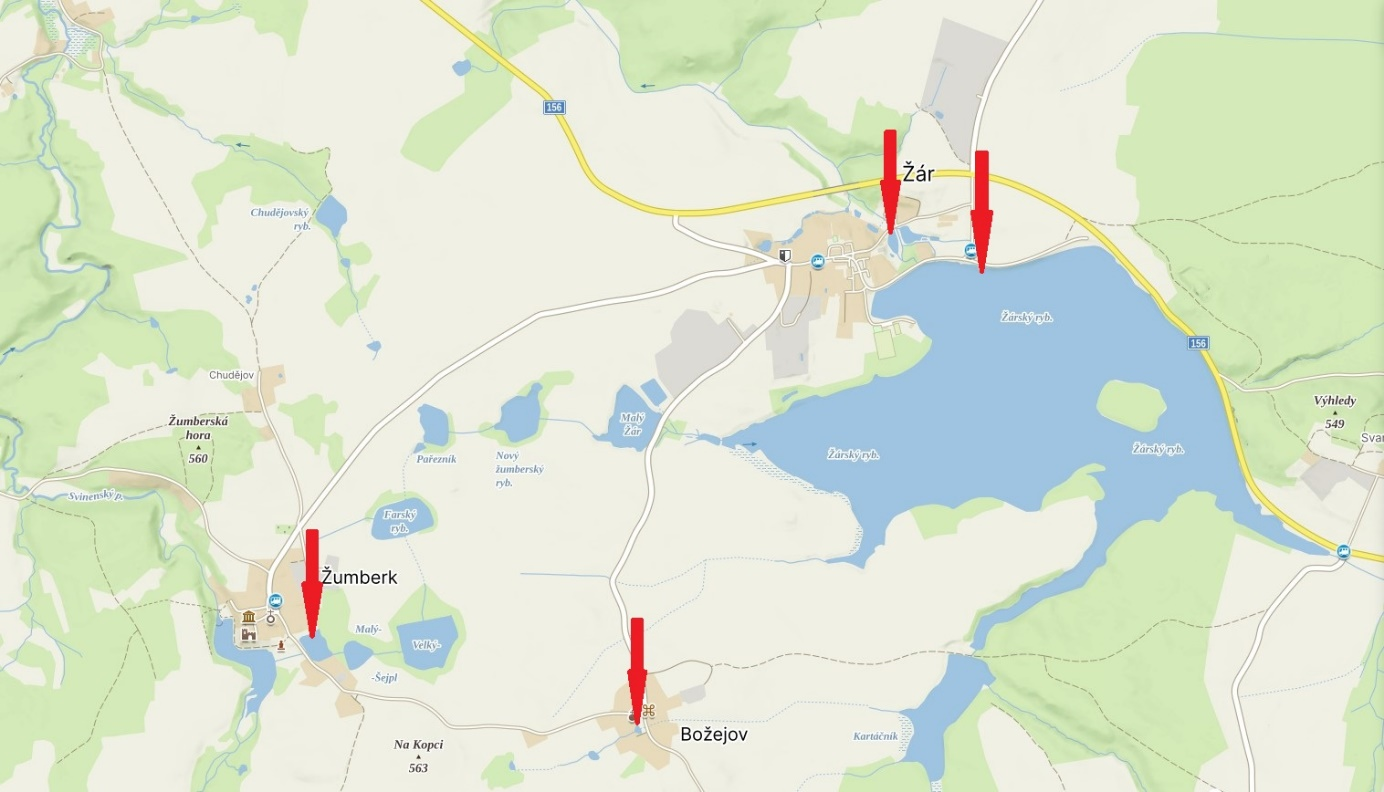 156
Žár
Chudějovský
ryb.
Žárský ryb.
156
Chudějov
Výhledy
549
Žumberská
hora
560
Malý
Žár
Pařezník
Nový
žumberský
ryb.
Žárský ryb.
Žárský ryb.
Svinenský p.
Farský
ryb.
Žumberk
Malý-
Velký-
-Šejpl
Božejov
Kartáčník
Na Kopci
563